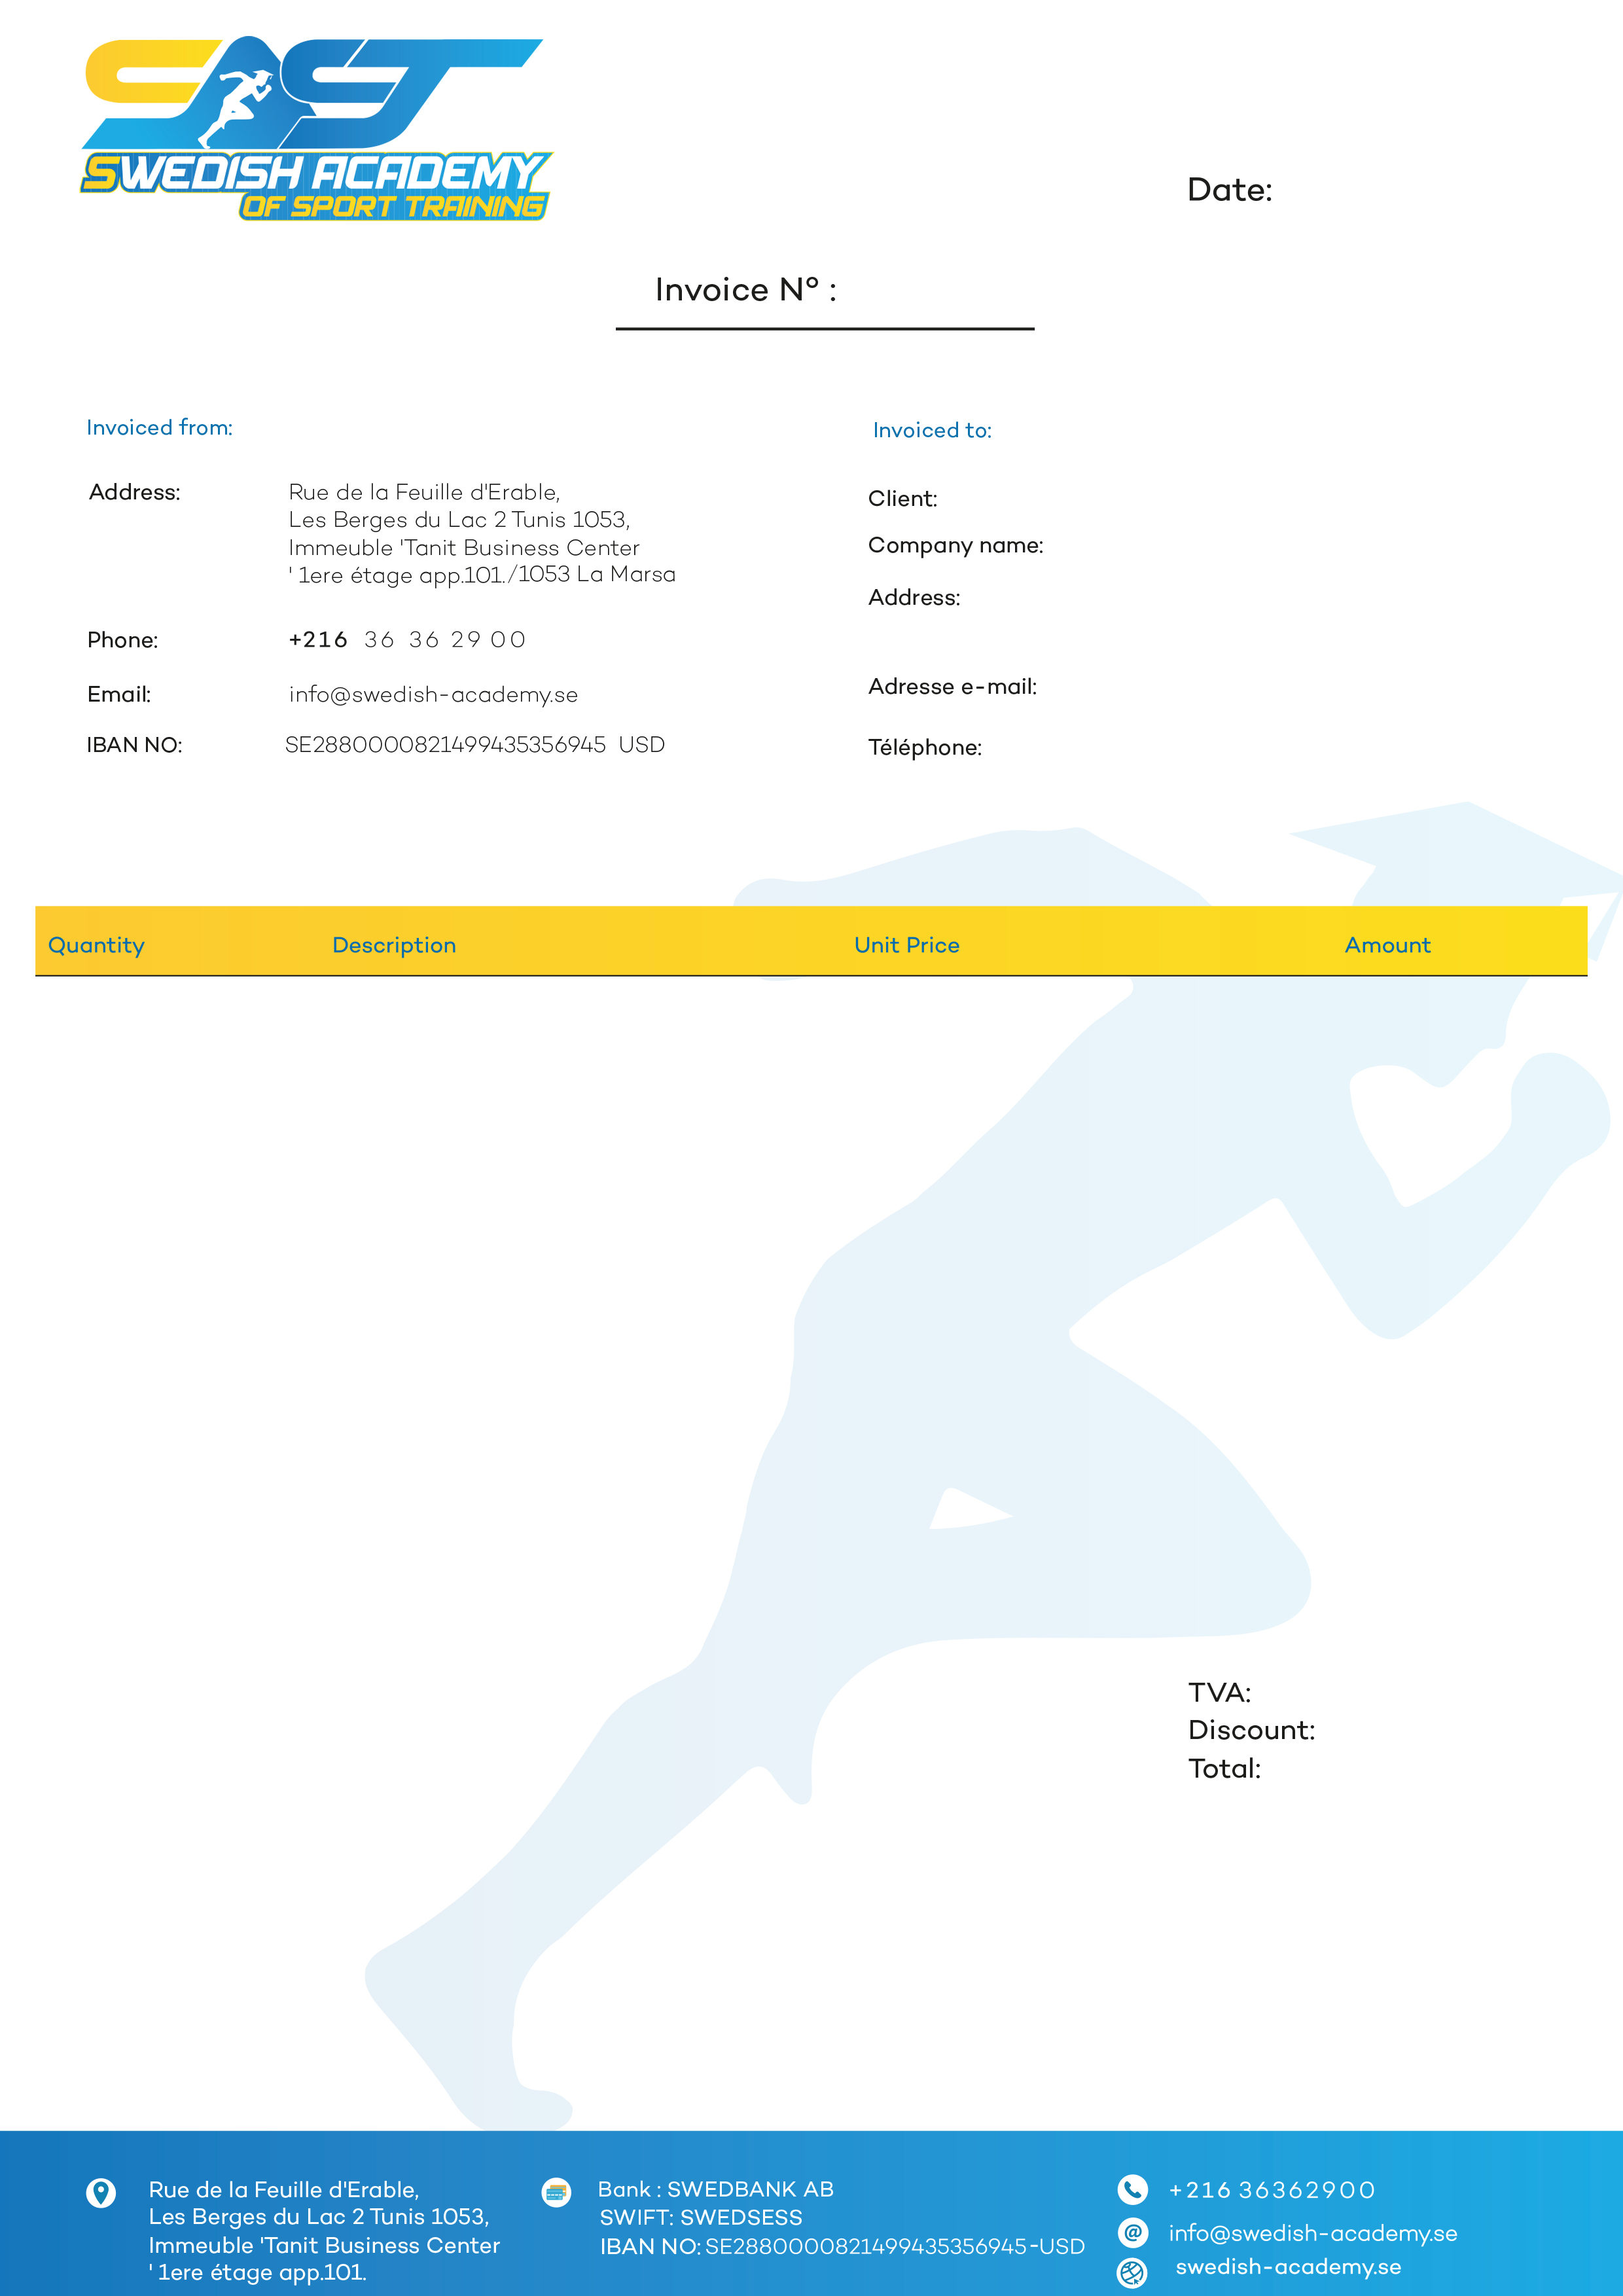 SAST
SWEDISH ACADEMY
OF SPORT TRAINING
Date:
Invoice N° :
Invoiced from:
Address:
Rue de la Feuille d'Erable,
Les Berges du Lac 2 Tunis 1053,
Immeuble 'Tanit Business Center
' 1ere étage app.101./1053 La Marsa
Phone:
+216 36 36 29 00
Email:
info@swedish-academy.se
IBAN NO:
SE2880000821499435356945 USD
Invoiced to:
Client:
Company name:
Address:
Adresse e-mail:
Téléphone:
Quantity Description Unit Price Amount
TVA:
Discount:
Total:
Rue de la Feuille d'Erable,
Les Berges du Lac 2 Tunis 1053,
Immeuble 'Tanit Business Center
' 1ere étage app.101.
Bank : SWEDBANK AB
SWIFT: SWEDSESS
IBAN NO: SE2880000821499435356945-USD
+216 36362900
info@swedish-academy.se
swedish-academy.se